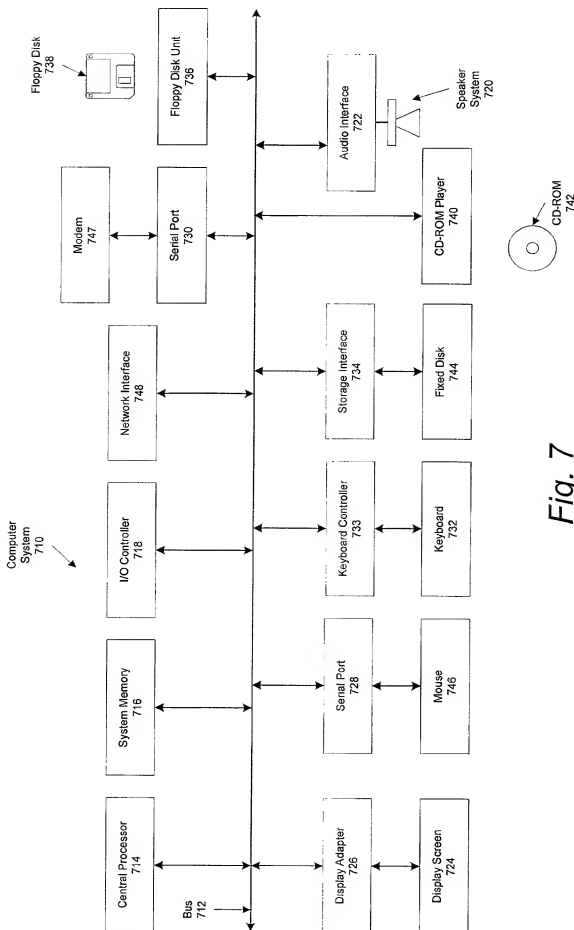 Computer
System
710
Central Processor
714
System Memory
716
I/O Controller
718
Network Interface
748
Modem
747
Serial Port
730
Floppy Disk
738
Floppy Disk Unit
736
Bus
712
Display Adapter
726
Display Screen
724
Serial Port
728
Mouse
746
Keyboard Controller
733
Keyboard
732
Storage Interface
734
Fixed Disk
744
CD-ROM Player
740
CD-ROM
742
Audio Interface
722
Speaker
System
720
Fig. 7